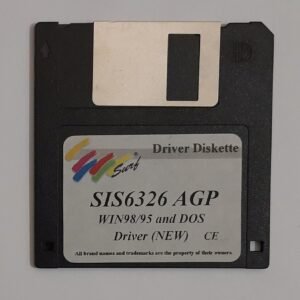 Driver Diskette
Surf
SIS6326 AGP
WIN98/95 and DOS
Driver (NEW) CE
All brand names and trademarks are the property of their owners.